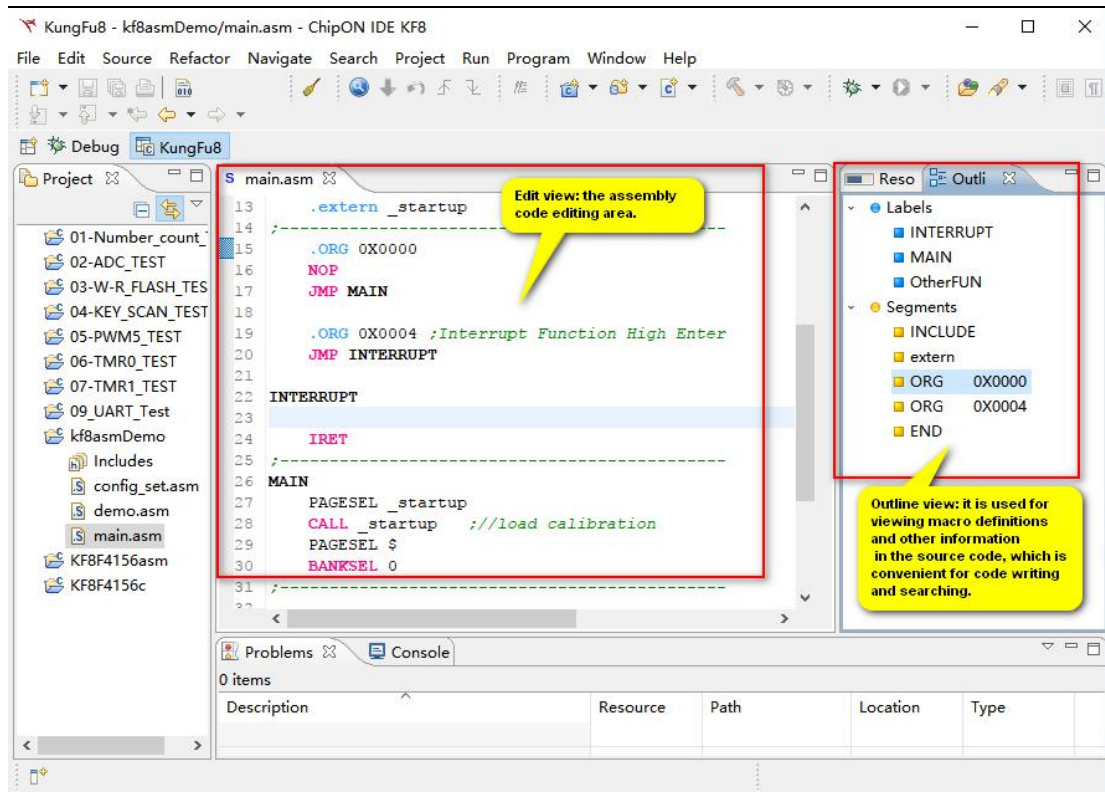 KungFu8 - kf8asmDemo/main.asm - ChipON IDE KF8
File Edit Source Refactor Navigate Search Project Run Program Window Help
Debug KungFu8
Project
01-Number_count_
02-ADC_TEST
03-W-R_FLASH_TES
04-KEY_SCAN_TEST
05-PWM5_TEST
06-TMR0_TEST
07-TMR1_TEST
09_UART_Test
kf8asmDemo
Includes
config_set.asm
demo.asm
main.asm
KF8F4156asm
KF8F4156c
main.asm
13 .extern _startup
14 ;------------------------------------------------
15 .ORG 0X0000
16 NOP
17 JMP MAIN
18
19 .ORG 0X0004 ;Interrupt Function High Enter
20 JMP INTERRUPT
21
22 INTERRUPT
23
24 IRET
25 ;------------------------------------------------
26 MAIN
27 PAGESEL _startup
28 CALL _startup ;//load calibration
29 PAGESEL $
30 BANKSEL 0
31 ;------------------------------------------------
Edit view: the assembly
code editing area.
Reso Outli
Labels
INTERRUPT
MAIN
OtherFUN
Segments
INCLUDE
extern
ORG 0X0000
ORG 0X0004
END
Outline view: it is used for
viewing macro definitions
and other information
in the source code, which is
convenient for code writing
and searching.
Problems Console
0 items
Description Resource Path Location Type